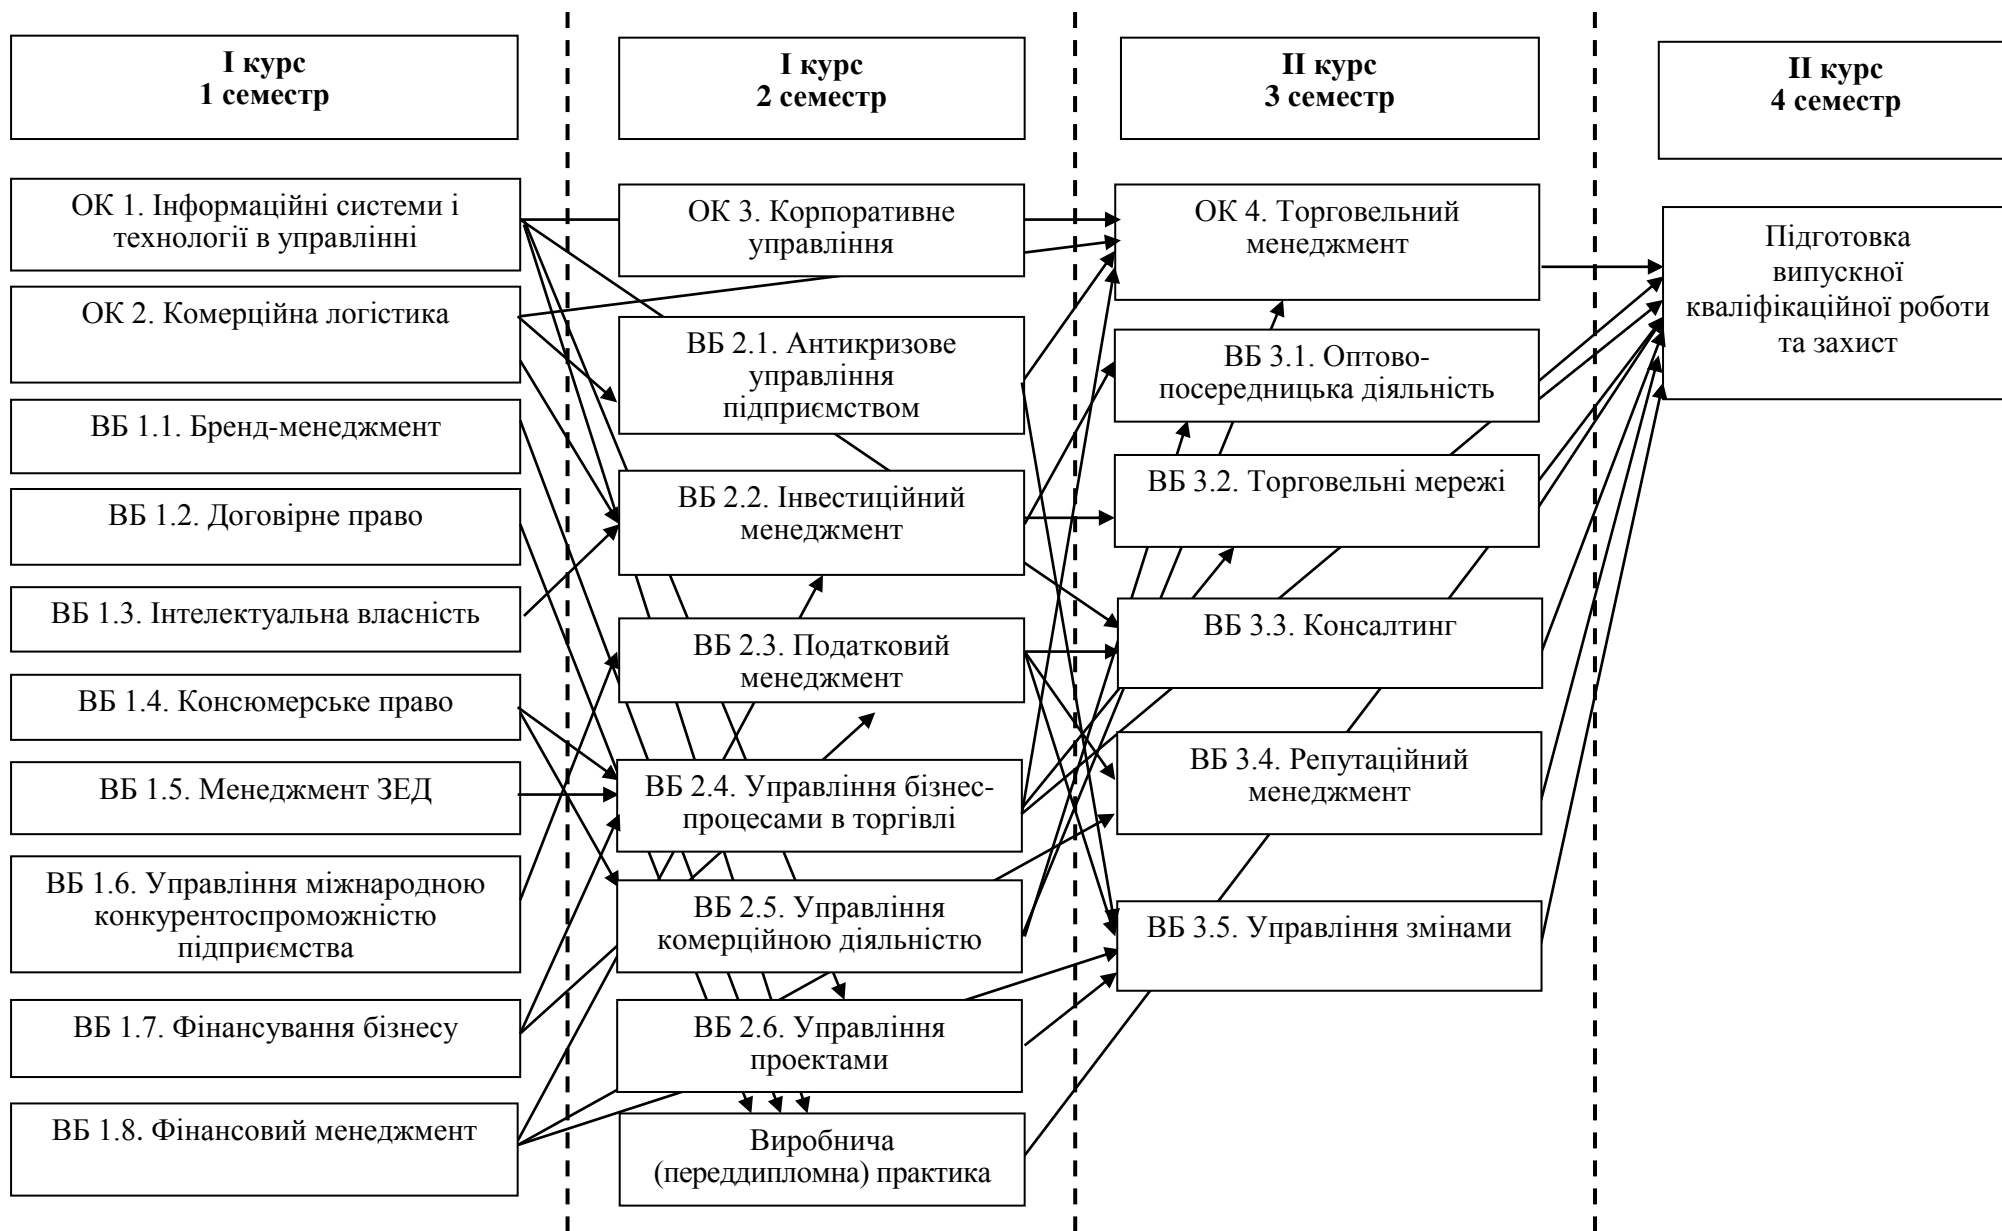 І курс
1 семестр
І курс
2 семестр
ІІ курс
3 семестр
ІІ курс
4 семестр
ОК 1. Інформаційні системи і
технології в управлінні
ОК 2. Комерційна логістика
ВБ 1.1. Бренд-менеджмент
ВБ 1.2. Договірне право
ВБ 1.3. Інтелектуальна власність
ВБ 1.4. Консюмерське право
ВБ 1.5. Менеджмент ЗЕД
ВБ 1.6. Управління міжнародною
конкурентоспроможністю
підприємства
ВБ 1.7. Фінансування бізнесу
ВБ 1.8. Фінансовий менеджмент
ОК 3. Корпоративне
управління
ВБ 2.1. Антикризове
управління
підприємством
ВБ 2.2. Інвестиційний
менеджмент
ВБ 2.3. Податковий
менеджмент
ВБ 2.4. Управління бізнес-
процесами в торгівлі
ВБ 2.5. Управління
комерційною діяльністю
ВБ 2.6. Управління
проектами
Виробнича
(переддипломна) практика
ОК 4. Торговельний
менеджмент
ВБ 3.1. Оптово-
посередницька діяльність
ВБ 3.2. Торговельні мережі
ВБ 3.3. Консалтинг
ВБ 3.4. Репутаційний
менеджмент
ВБ 3.5. Управління змінами
Підготовка
випускної
кваліфікаційної роботи
та захист